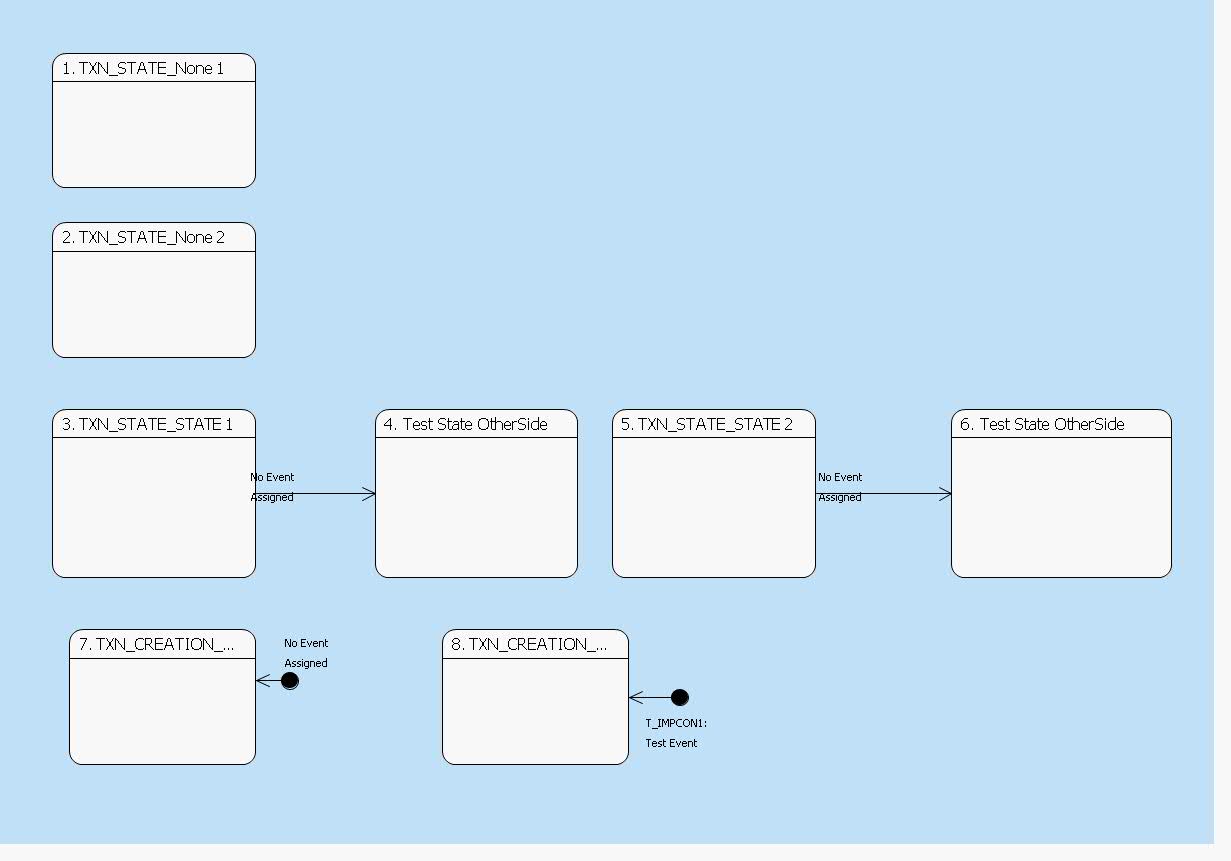 1. TXN_STATE_None 1
2. TXN_STATE_None 2
3. TXN_STATE_STATE 1
No Event
Assigned
4. Test State OtherSide
5. TXN_STATE_STATE 2
No Event
Assigned
6. Test State OtherSide
7. TXN_CREATION_...
No Event
Assigned
8. TXN_CREATION_...
T_IMPCON1:
Test Event